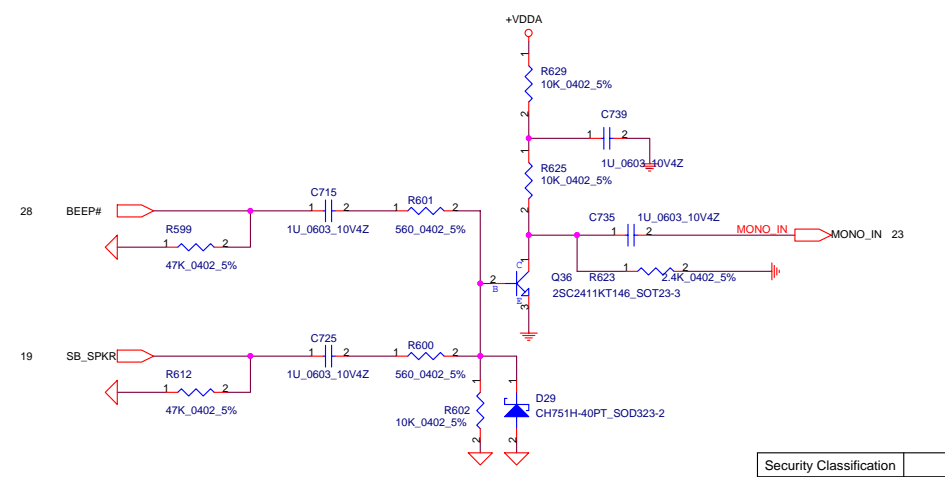 +VDDA
1
R629
10K_0402_5%
2
C739
1 2
1U_0603_10V4Z
1
R625
10K_0402_5%
2
28 BEEP#
C715
1 2
1U_0603_10V4Z
R601
1 2
560_0402_5%
R599
1 2
47K_0402_5%
C735 1U_0603_10V4Z
1 2
MONO_IN
MONO_IN 23
R623 1 2
2.4K_0402_5%
1
C
2
B
E
3
Q36
2SC2411KT146_SOT23-3
19 SB_SPKR
C725
1 2
1U_0603_10V4Z
R600
1 2
560_0402_5%
R612
1 2
47K_0402_5%
1
R602
10K_0402_5%
2
1
D29
CH751H-40PT_SOD323-2
2
Security Classification